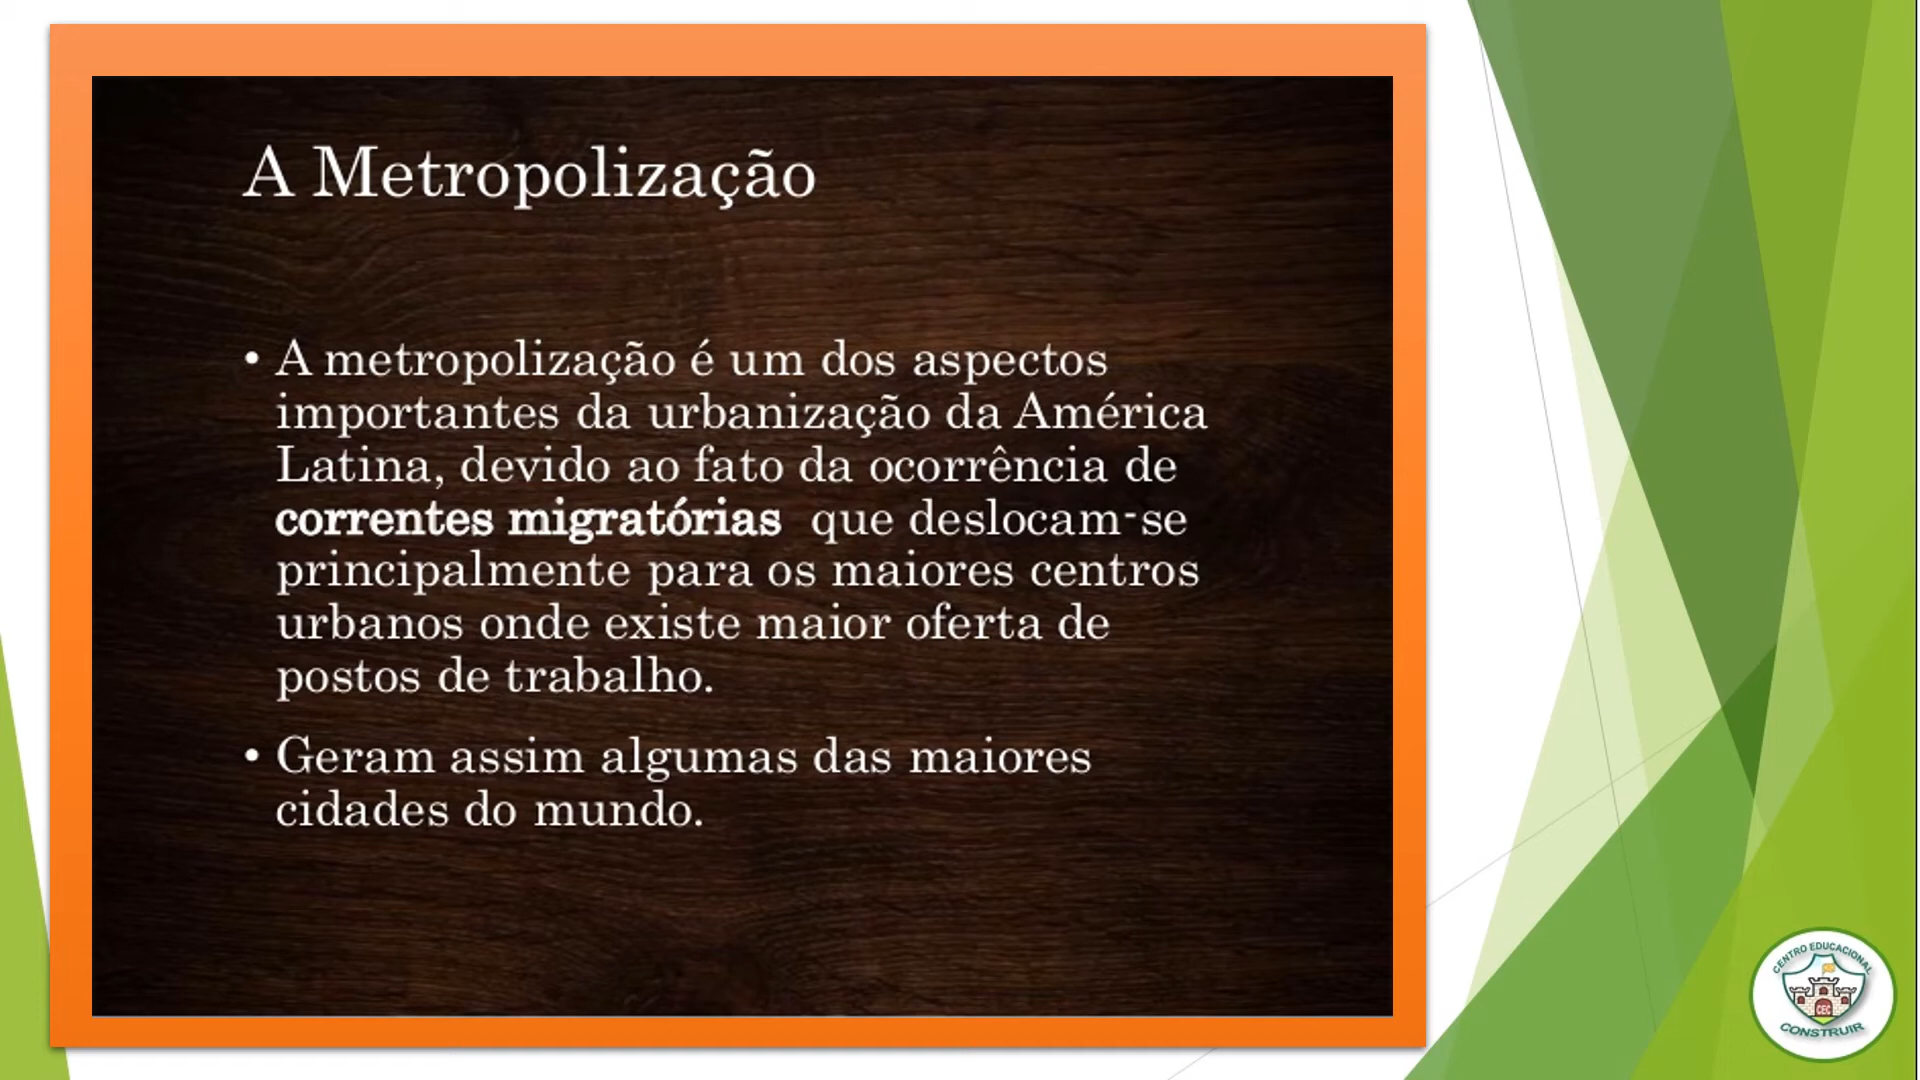 A Metropolização
• A metropolização é um dos aspectos
importantes da urbanização da América
Latina, devido ao fato da ocorrência de
correntes migratórias que deslocam-se
principalmente para os maiores centros
urbanos onde existe maior oferta de
postos de trabalho.
• Geram assim algumas das maiores
cidades do mundo.
CENTRO EDUCACIONAL
CEC
CONSTRUIR